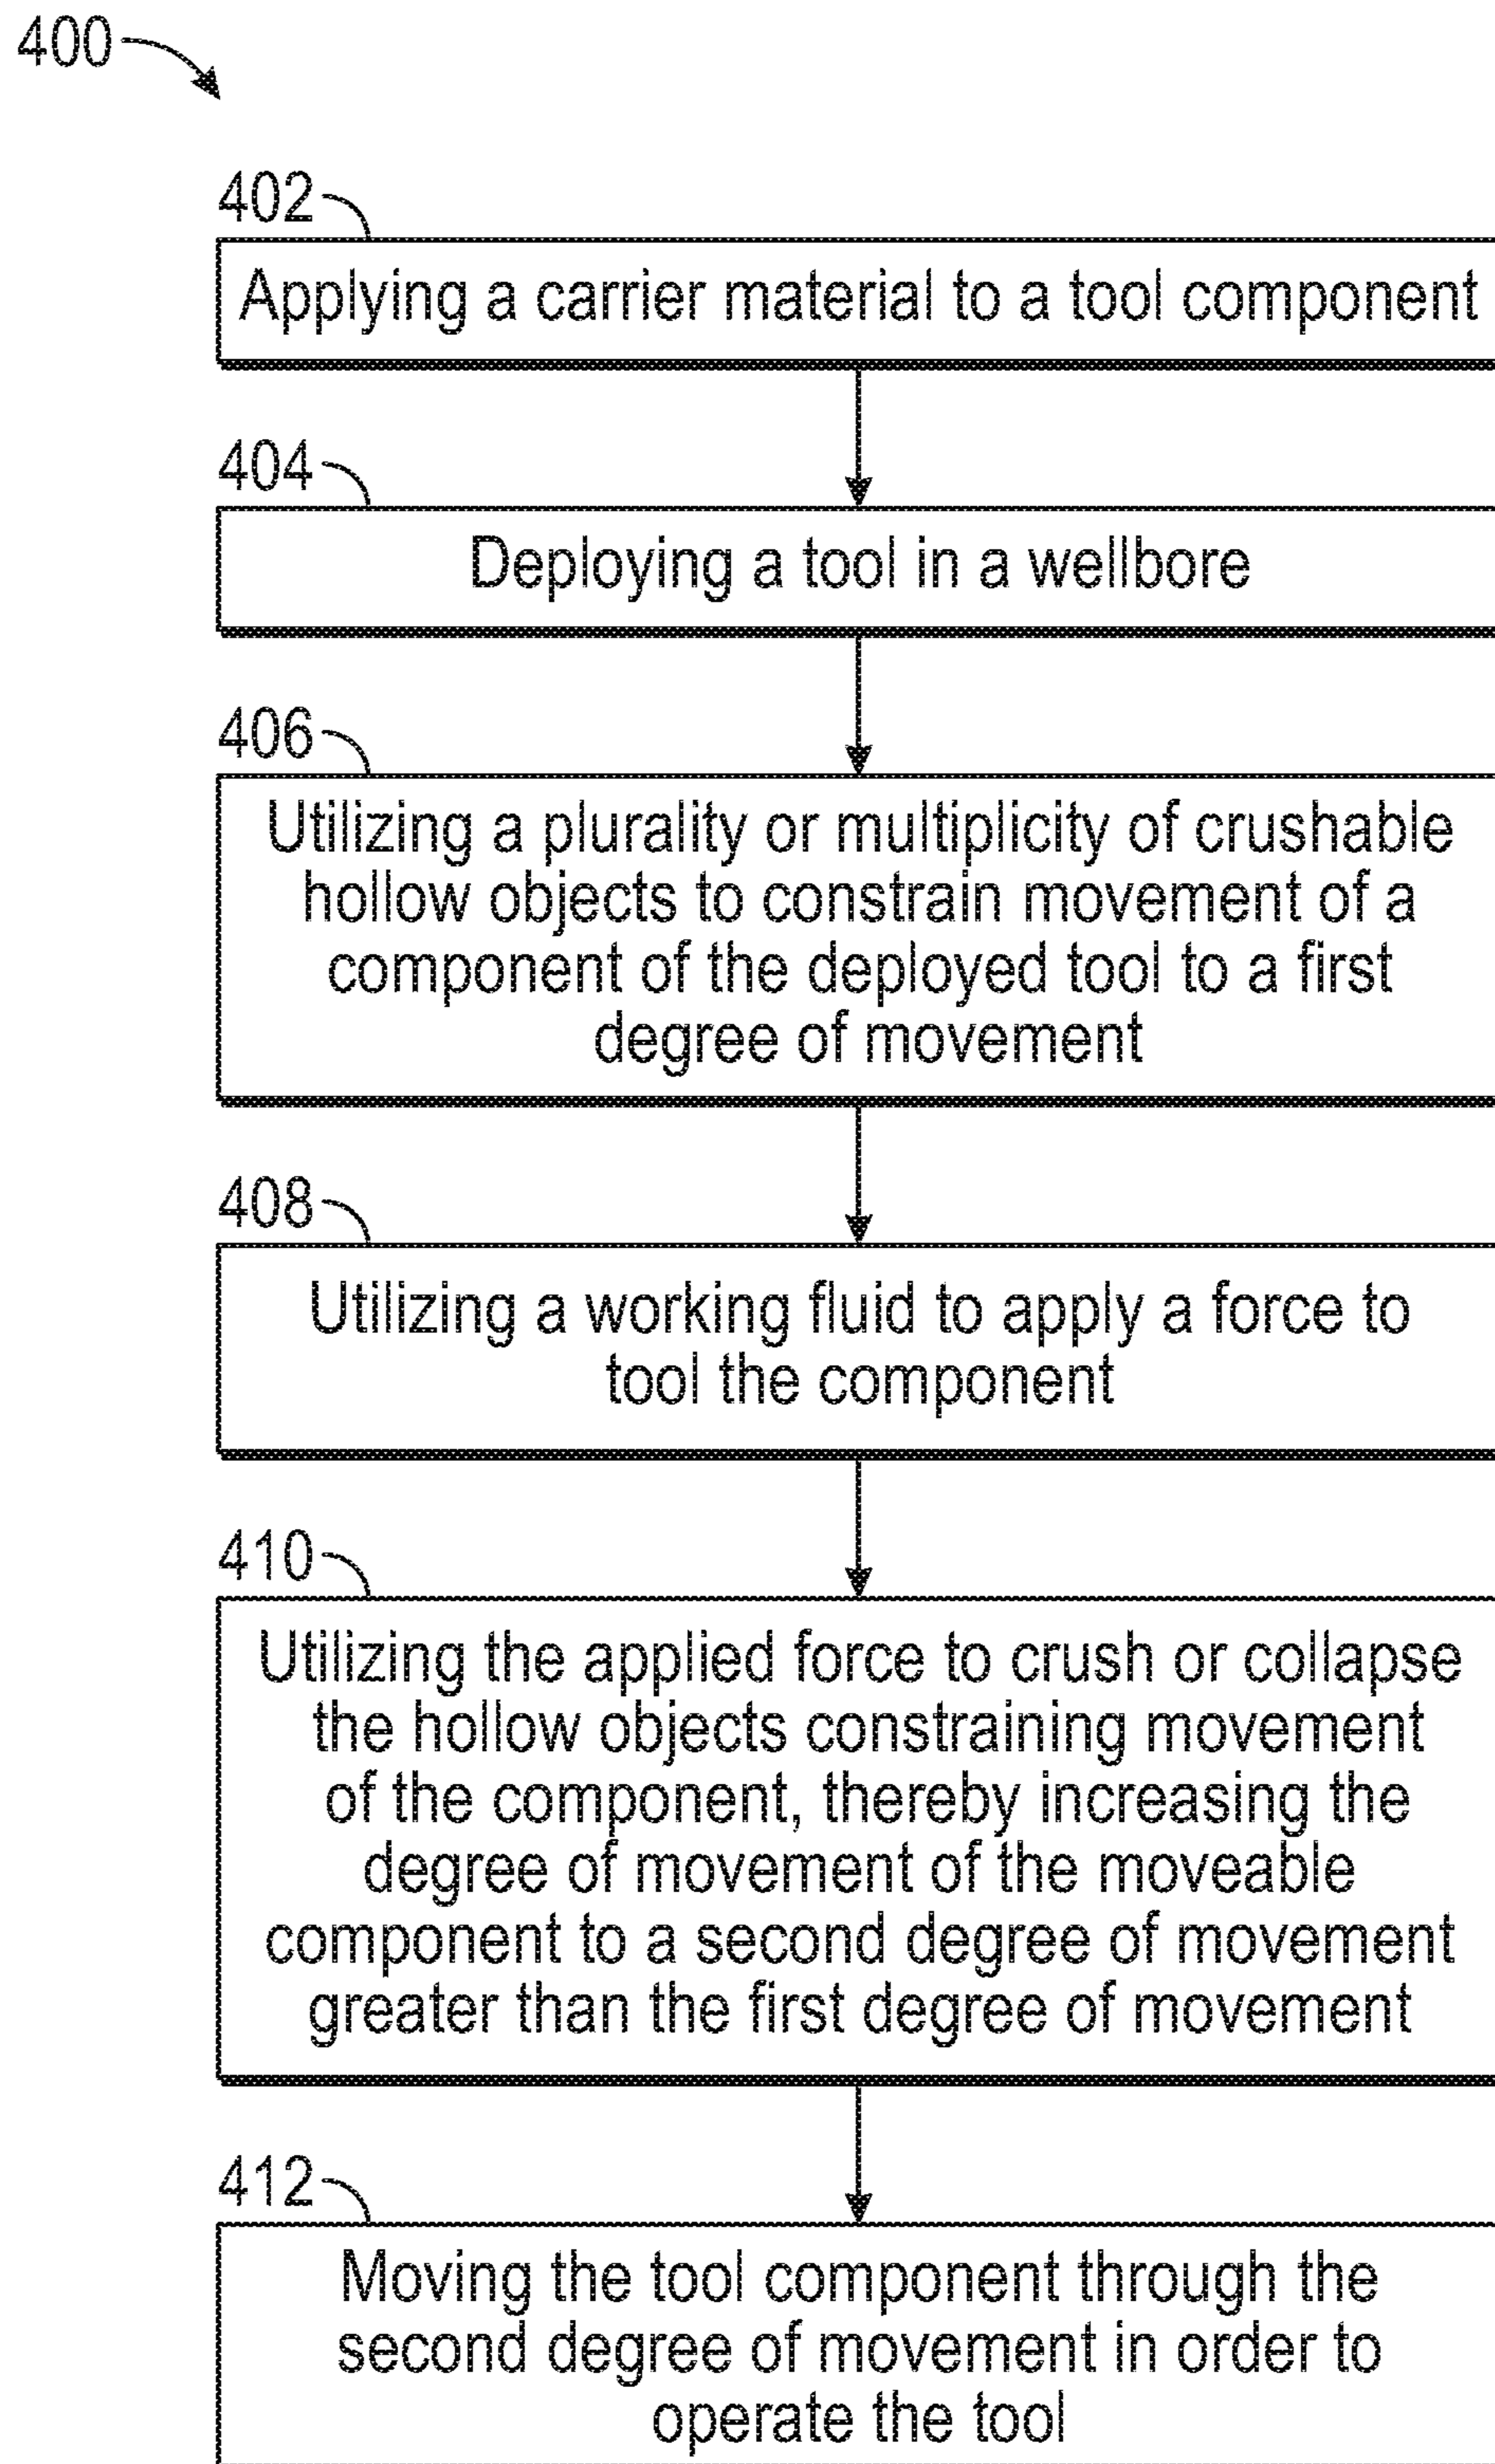 400
402
Applying a carrier material to a tool component
404
Deploying a tool in a wellbore
406
Utilizing a plurality or multiplicity of crushable
hollow objects to constrain movement of a
component of the deployed tool to a first
degree of movement
408
Utilizing a working fluid to apply a force to
tool the component
410
Utilizing the applied force to crush or collapse
the hollow objects constraining movement
of the component, thereby increasing the
degree of movement of the moveable
component to a second degree of movement
greater than the first degree of movement
412
Moving the tool component through the
second degree of movement in order to
operate the tool